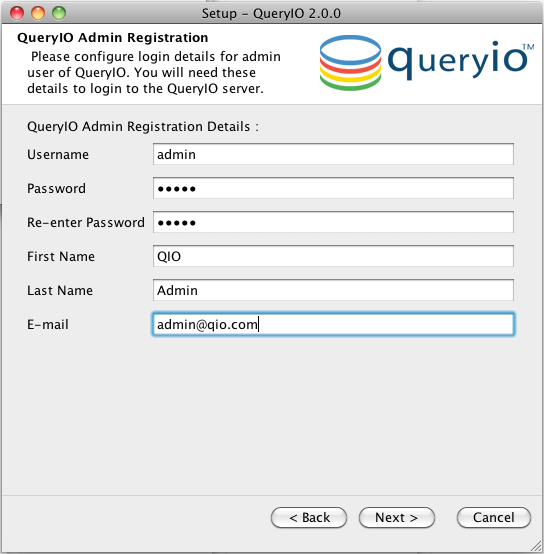 Setup - QueryIO 2.0.0
QueryIO Admin Registration
Please configure login details for admin
user of QueryIO. You will need these
details to login to the QueryIO server.
queryio™
QueryIO Admin Registration Details :
Username admin
Password •••••
Re-enter Password •••••
First Name QIO
Last Name Admin
E-mail admin@qio.com
< Back Next > Cancel